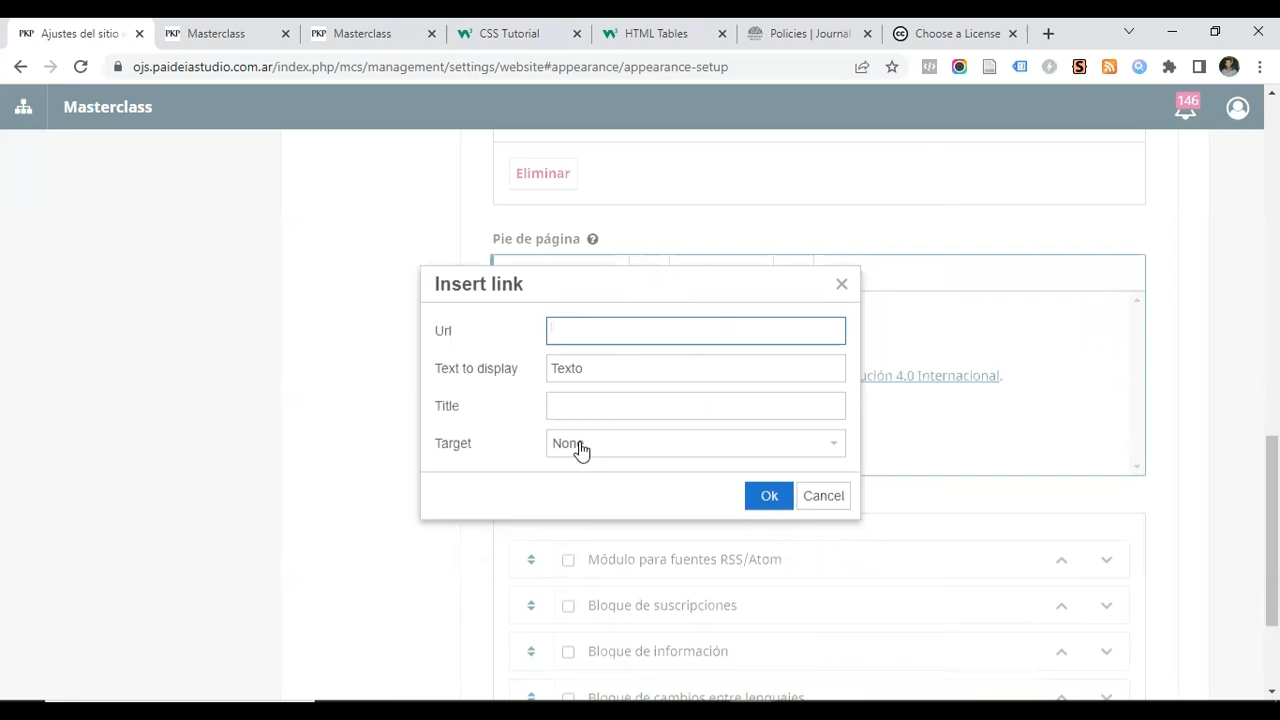 PKP Ajustes del sitio
PKP Masterclass
PKP Masterclass
CSS Tutorial
HTML Tables
Policies | Journal
cc Choose a License
ojs.paideiastudio.com.ar/index.php/mcs/management/settings/website#appearance/appearance-setup
Masterclass
146
Eliminar
Pie de página
Insert link
Url
Text to display Texto
Title
Target None
ución 4.0 Internacional.
Ok Cancel
Módulo para fuentes RSS/Atom
Bloque de suscripciones
Bloque de información
Bloque de cambios entre lenguajes